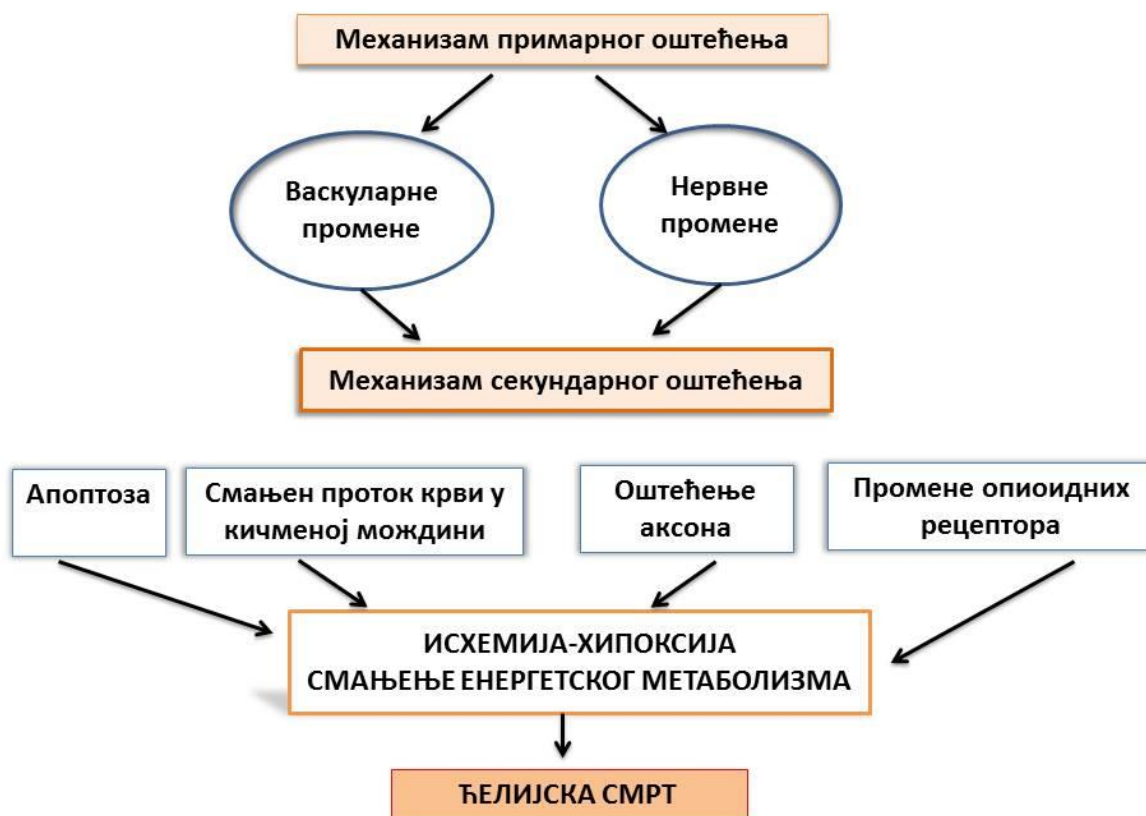 Механизам примарног оштећења
Васкуларне
промене
Нервне
промене
Механизам секундарног оштећења
Апоптоза
Смањен проток крви у
кичменој мождини
Оштећење
аксона
Промене опиоидних
рецептора
ИСХЕМИЈА-ХИПОКСИЈА
СМАЊЕЊЕ ЕНЕРГЕТСКОГ МЕТАБОЛИЗМА
ЋЕЛИЈСКА СМРТ